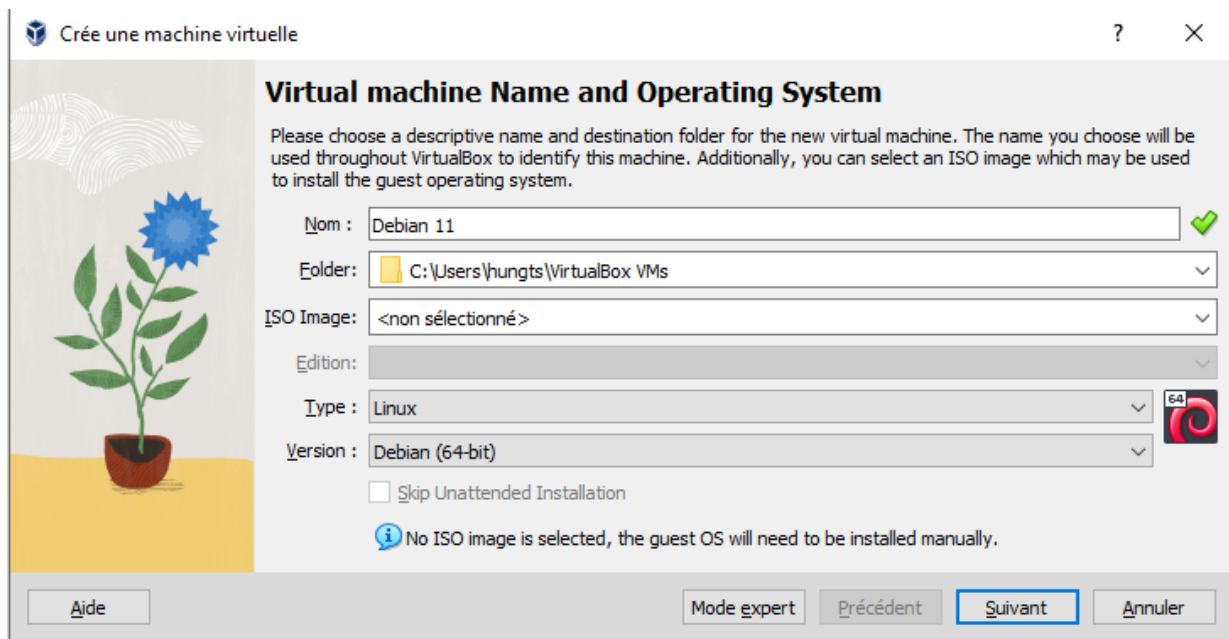 Crée une machine virtuelle
?
Virtual machine Name and Operating System
Please choose a descriptive name and destination folder for the new virtual machine. The name you choose will be
used throughout VirtualBox to identify this machine. Additionally, you can select an ISO image which may be used
to install the guest operating system.
Nom : Debian 11
Folder: C:\Users\hungts\VirtualBox VMs
ISO Image: <non sélectionné>
Edition:
Type : Linux
64
Version : Debian (64-bit)
Skip Unattended Installation
No ISO image is selected, the guest OS will need to be installed manually.
Aide Mode expert Précédent Suivant Annuler